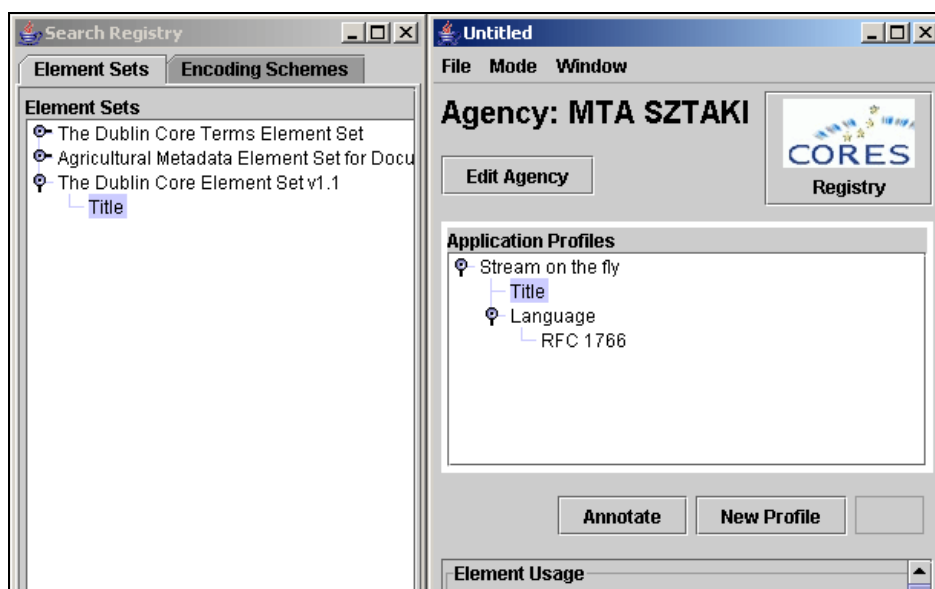 Search Registry
Element Sets
Encoding Schemes
Element Sets
The Dublin Core Terms Element Set
Agricultural Metadata Element Set for Docu
The Dublin Core Element Set v1.1
Title
Untitled
File Mode Window
Agency: MTA SZTAKI
Edit Agency
CORES
Registry
Application Profiles
Stream on the fly
Title
Language
RFC 1766
Annotate
New Profile
Element Usage